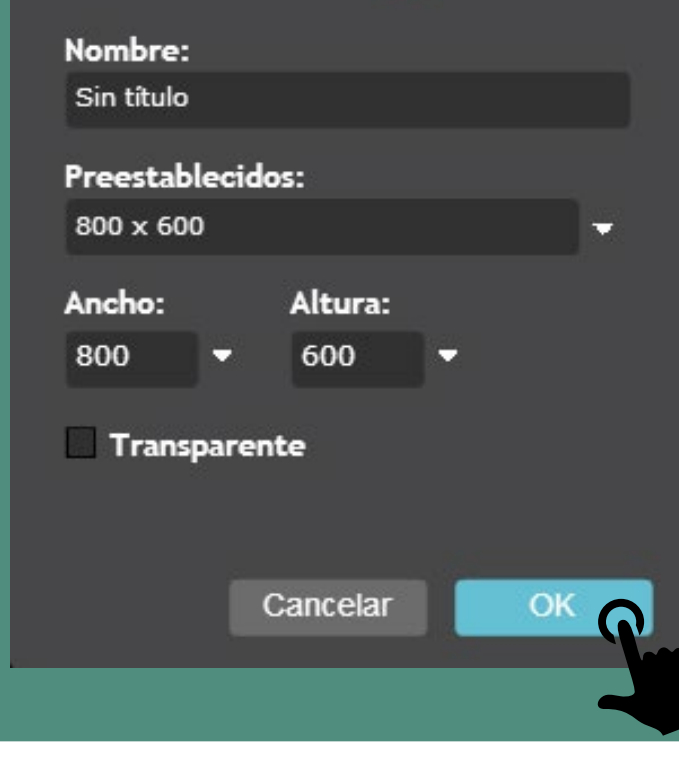 Nombre:
Sin título
Preestablecidos:
800 x 600
Ancho: Altura:
800 600
Transparente
Cancelar OK